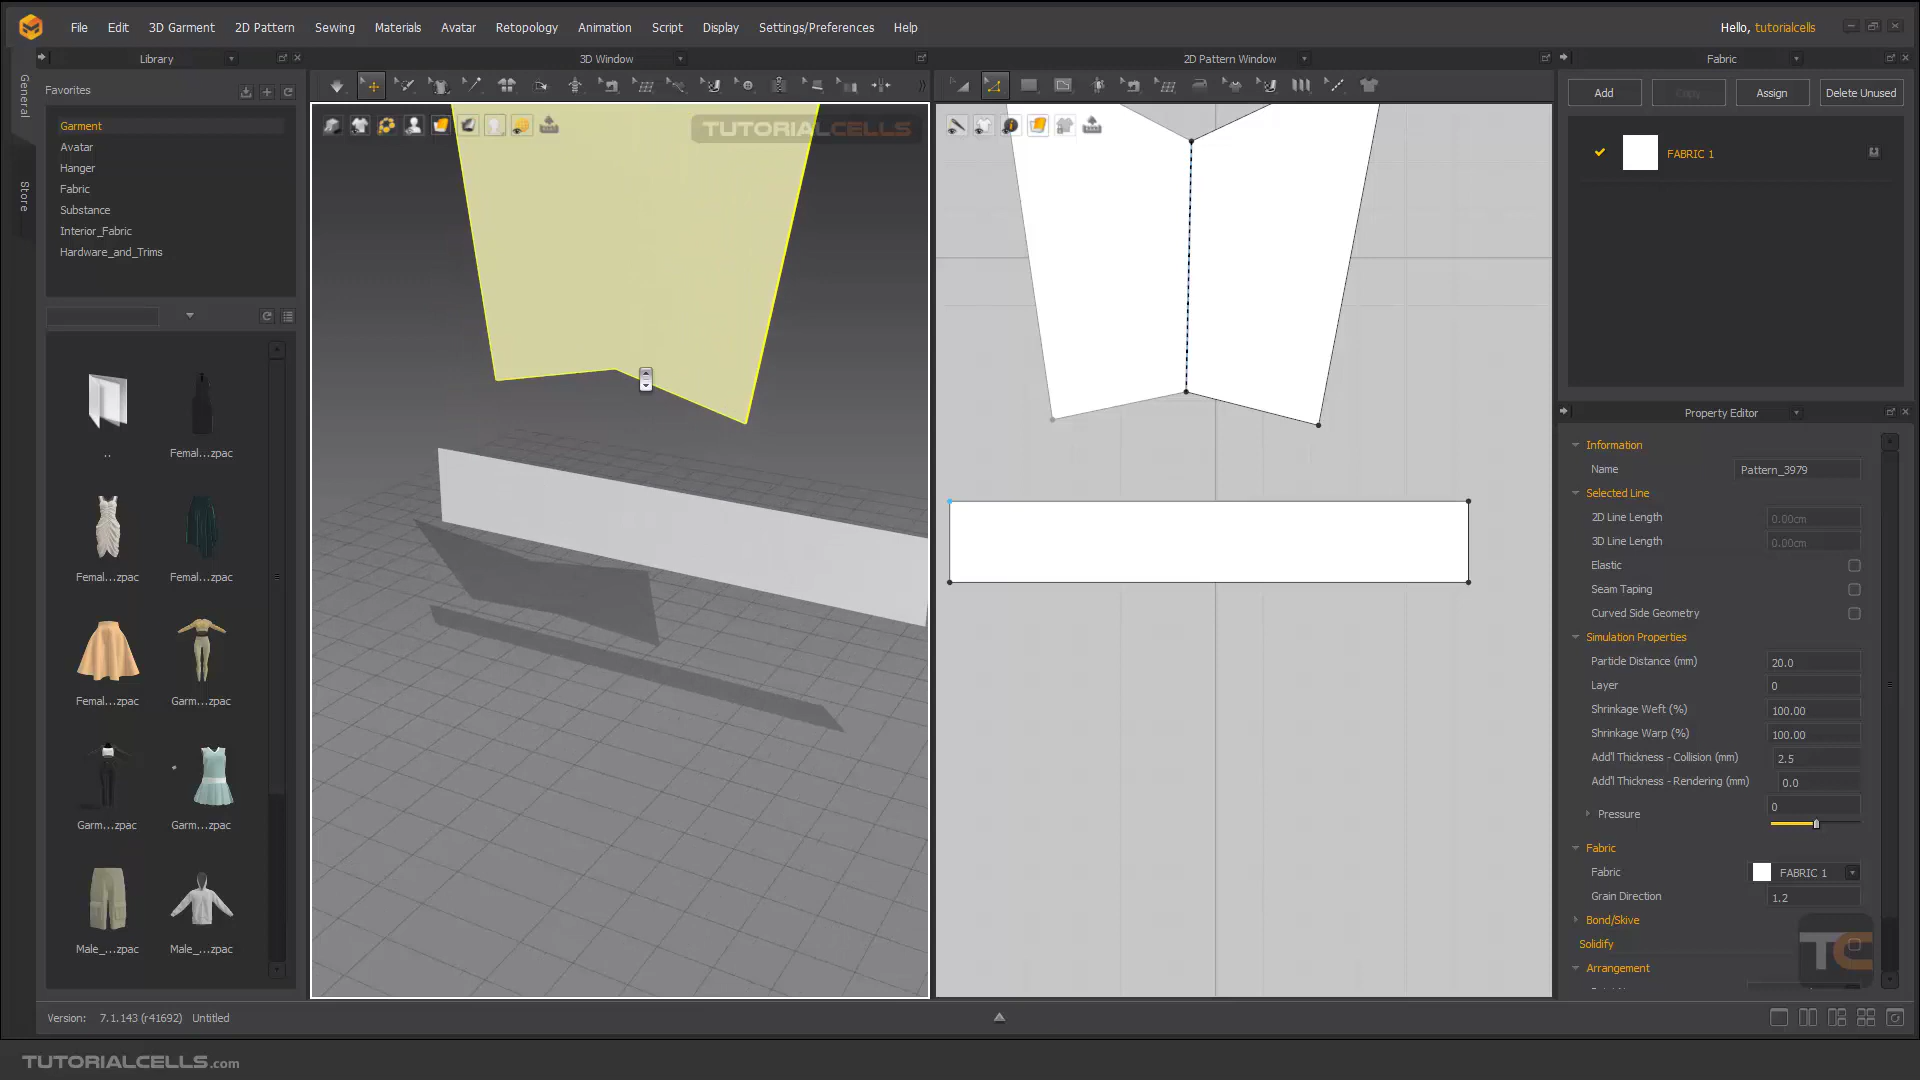 File Edit 3D Garment 2D Pattern Sewing Materials Avatar Retopology Animation Script Display Settings/Preferences Help
Hello, tutorialcells
Library
3D Window
2D Pattern Window
Fabric
General
Store
Favorites
Garment
Avatar
Hanger
Fabric
Substance
Interior_Fabric
Hardware_and_Trims
..
Femal...zpac
Femal...zpac
Femal...zpac
Femal...zpac
Garm...zpac
Garm...zpac
Garm...zpac
Male_...zpac
Male_...zpac
TUTORIALCELLS
Add Copy Assign Delete Unused
FABRIC 1
Property Editor
Information
Name Pattern_3979
Selected Line
2D Line Length 0.00cm
3D Line Length 0.00cm
Elastic
Seam Taping
Curved Side Geometry
Simulation Properties
Particle Distance (mm) 20.0
Layer 0
Shrinkage Weft (%) 100.00
Shrinkage Warp (%) 100.00
Add'l Thickness - Collision (mm) 2.5
Add'l Thickness - Rendering (mm) 0.0
Pressure 0
Fabric
Fabric FABRIC 1
Grain Direction 1.2
Bond/Skive
Solidify
Arrangement
TC
Version: 7.1.143 (r41692) Untitled
TUTORIALCELLS.com